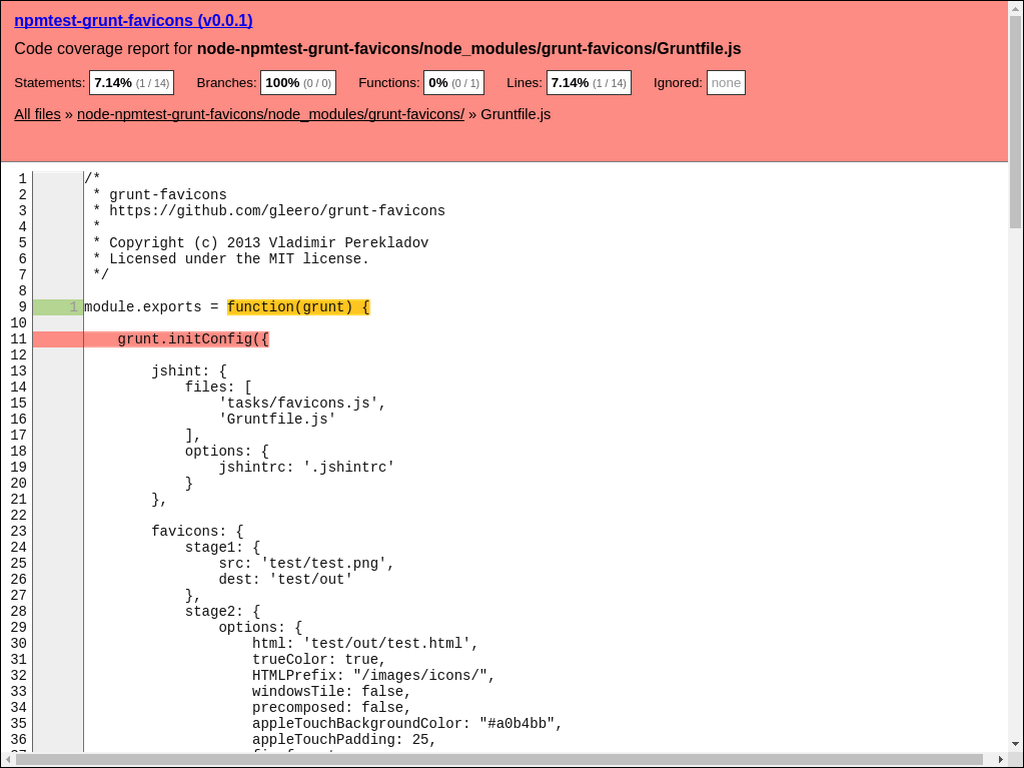 npmtest-grunt-favicons (v0.0.1)
Code coverage report for node-npmtest-grunt-favicons/node_modules/grunt-favicons/Gruntfile.js
Statements: 7.14% (1 / 14) Branches: 100% (0 / 0) Functions: 0% (0 / 1) Lines: 7.14% (1 / 14) Ignored: none
All files » node-npmtest-grunt-favicons/node_modules/grunt-favicons/ » Gruntfile.js
1 /*
2  * grunt-favicons
3  * https://github.com/gleero/grunt-favicons
4  *
5  * Copyright (c) 2013 Vladimir Perekladov
6  * Licensed under the MIT license.
7  */
8
9 1 module.exports = function(grunt) {
10
11     grunt.initConfig({
12
13         jshint: {
14             files: [
15                 'tasks/favicons.js',
16                 'Gruntfile.js'
17             ],
18             options: {
19                 jshintrc: '.jshintrc'
20             }
21         },
22
23         favicons: {
24             stage1: {
25                 src: 'test/test.png',
26                 dest: 'test/out'
27             },
28             stage2: {
29                 options: {
30                     html: 'test/out/test.html',
31                     trueColor: true,
32                     HTMLPrefix: "/images/icons/",
33                     windowsTile: false,
34                     precomposed: false,
35                     appleTouchBackgroundColor: "#a0b4bb",
36                     appleTouchPadding: 25,